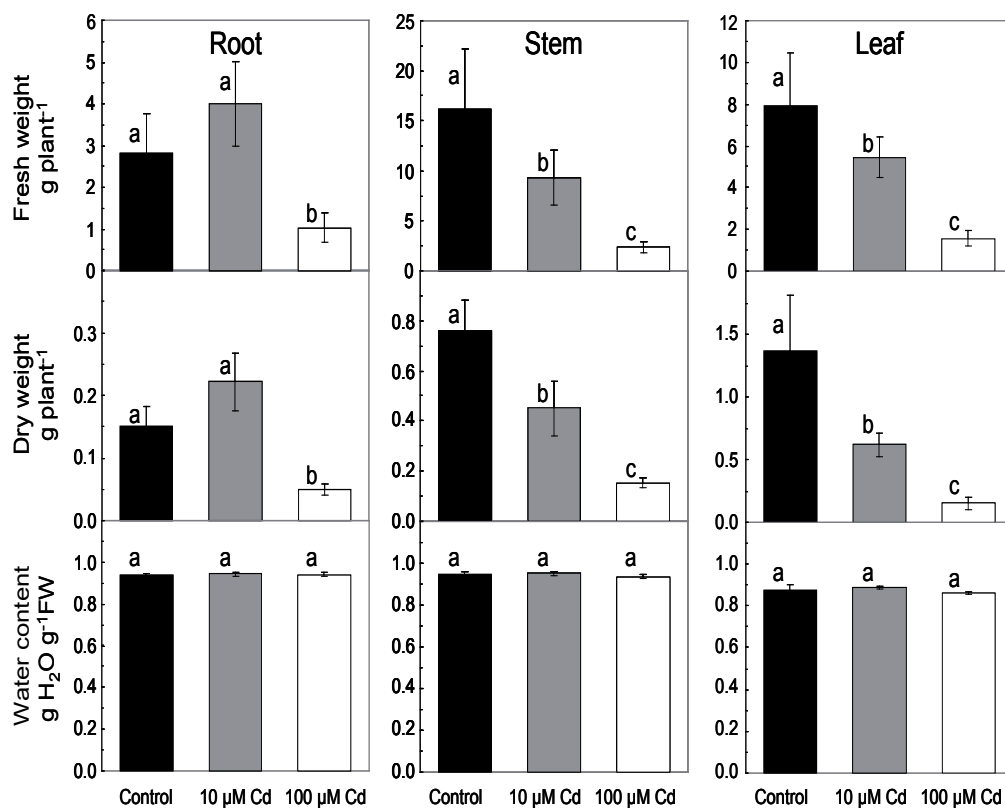 Root
Stem
Leaf
Fresh weight
g plant⁻¹
6
5
4
3
2
1
0
a
a
b
25
20
15
10
5
0
a
b
c
12
10
8
6
4
2
0
a
b
c
Dry weight
g plant⁻¹
0.3
0.2
0.1
0.0
a
a
b
0.8
0.6
0.4
0.2
0.0
a
b
c
1.5
1.0
0.5
0.0
a
b
c
Water content
g H₂O g⁻¹FW
1.0
0.8
0.6
0.4
0.2
0.0
a
a
a
1.0
0.8
0.6
0.4
0.2
0.0
a
a
a
1.0
0.8
0.6
0.4
0.2
0.0
a
a
a
Control 10 µM Cd 100 µM Cd
Control 10 µM Cd 100 µM Cd
Control 10 µM Cd 100 µM Cd